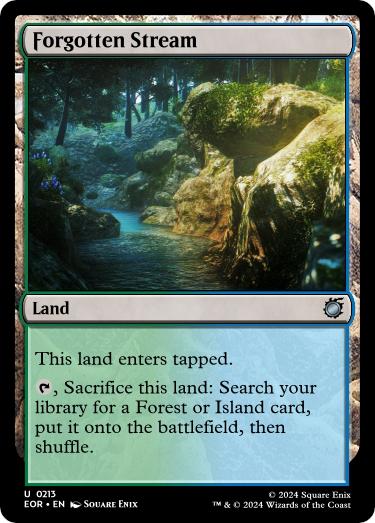 Forgotten Stream
Land
This land enters tapped.
, Sacrifice this land: Search your
library for a Forest or Island card,
put it onto the battlefield, then
shuffle.
U 0213
EOR • EN Square Enix
© 2024 Square Enix
™ & © 2024 Wizards of the Coast